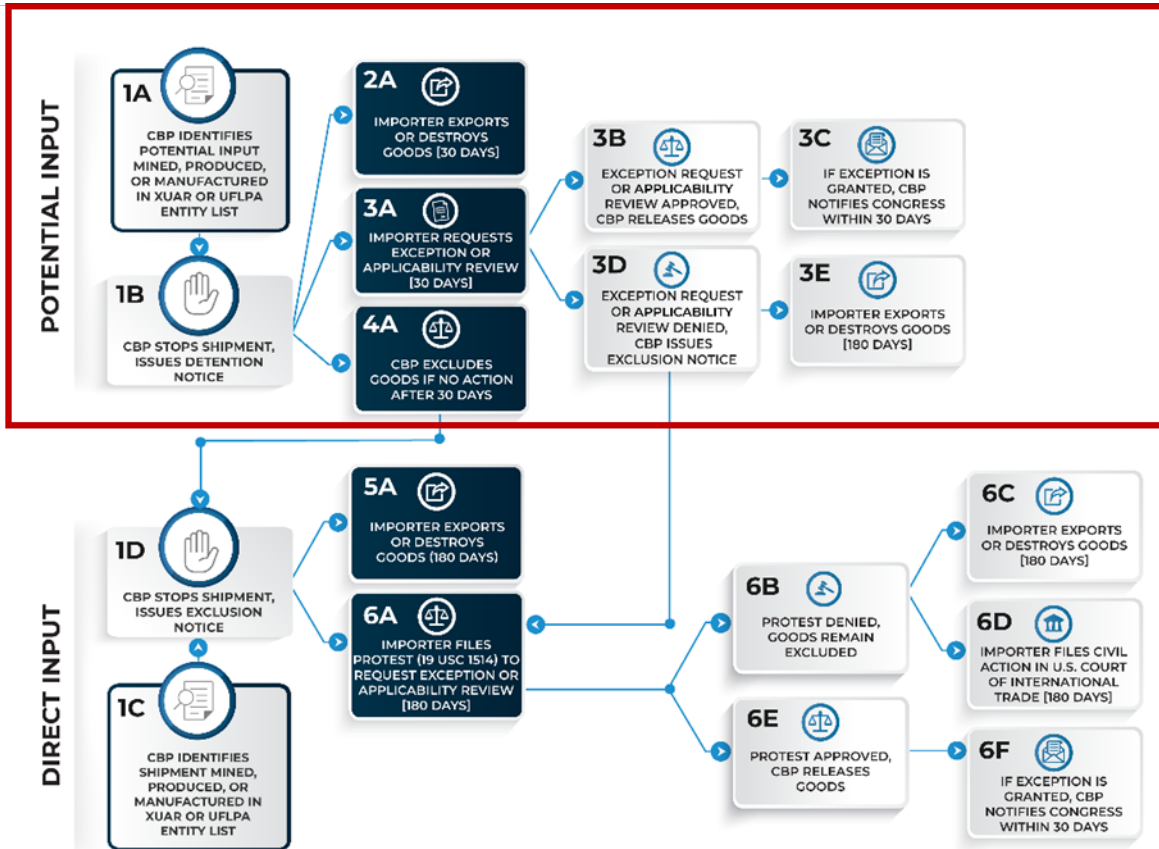 POTENTIAL INPUT
1A
CBP IDENTIFIES
POTENTIAL INPUT
MINED, PRODUCED,
OR MANUFACTURED
IN XUAR OR UFLPA
ENTITY LIST
1B
CBP STOPS SHIPMENT,
ISSUES DETENTION
NOTICE
2A
IMPORTER EXPORTS
OR DESTROYS
GOODS [30 DAYS]
3A
IMPORTER REQUESTS
EXCEPTION OR
APPLICABILITY REVIEW
[30 DAYS]
4A
CBP EXCLUDES
GOODS IF NO ACTION
AFTER 30 DAYS
3B
EXCEPTION REQUEST
OR APPLICABILITY
REVIEW APPROVED,
CBP RELEASES GOODS
3C
IF EXCEPTION IS
GRANTED, CBP
NOTIFIES CONGRESS
WITHIN 30 DAYS
3D
EXCEPTION REQUEST
OR APPLICABILITY
REVIEW DENIED,
CBP ISSUES
EXCLUSION NOTICE
3E
IMPORTER EXPORTS
OR DESTROYS GOODS
[180 DAYS]
DIRECT INPUT
1D
CBP STOPS SHIPMENT,
ISSUES EXCLUSION
NOTICE
1C
CBP IDENTIFIES
SHIPMENT MINED,
PRODUCED, OR
MANUFACTURED IN
XUAR OR UFLPA
ENTITY LIST
5A
IMPORTER EXPORTS
OR DESTROYS
GOODS (180 DAYS)
6A
IMPORTER FILES
PROTEST (19 USC 1514) TO
REQUEST EXCEPTION OR
APPLICABILITY REVIEW
[180 DAYS]
6B
PROTEST DENIED,
GOODS REMAIN
EXCLUDED
6C
IMPORTER EXPORTS
OR DESTROYS GOODS
[180 DAYS]
6D
IMPORTER FILES CIVIL
ACTION IN U.S. COURT
OF INTERNATIONAL
TRADE [180 DAYS]
6E
PROTEST APPROVED,
CBP RELEASES
GOODS
6F
IF EXCEPTION IS
GRANTED, CBP
NOTIFIES CONGRESS
WITHIN 30 DAYS